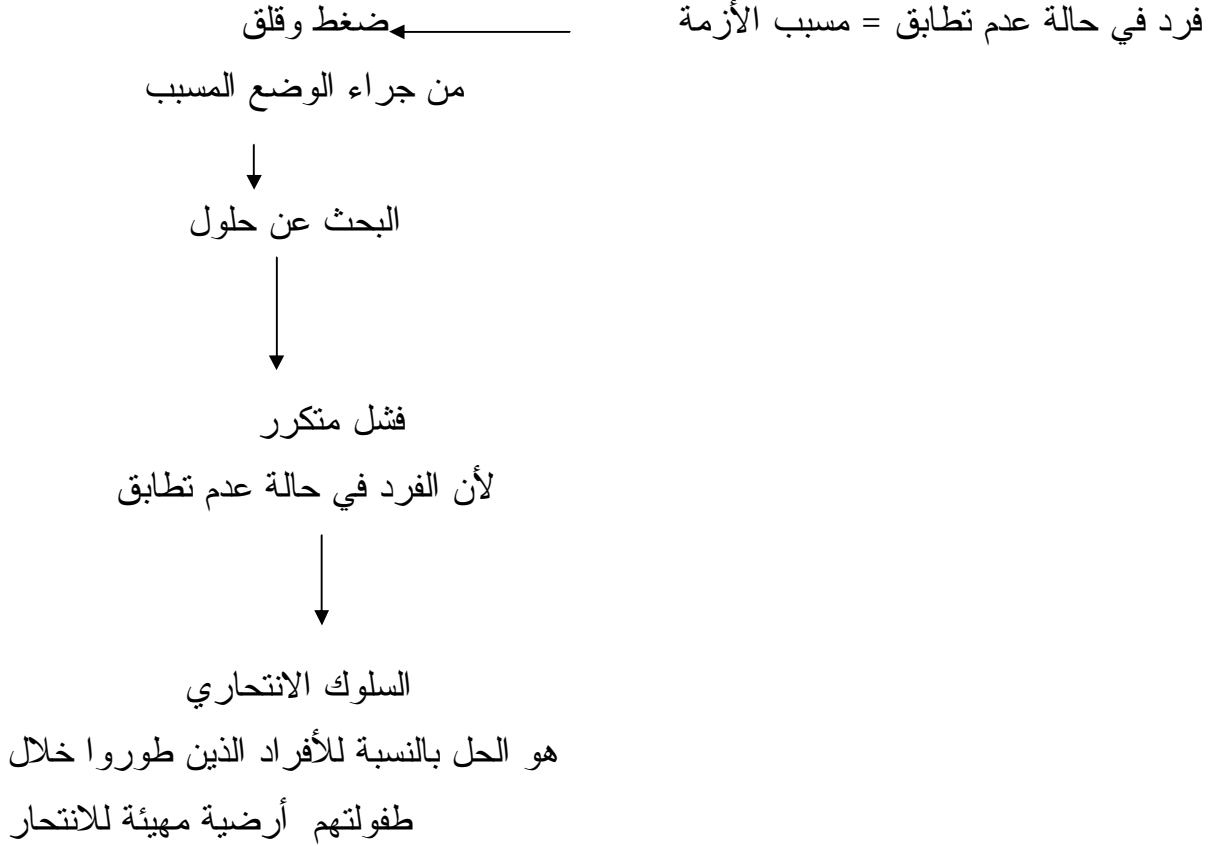 فرد في حالة عدم تطابق = مسبب الأزمة
ضغط وقلق
من جراء الوضع المسبب
البحث عن حلول
فشل متكرر
لأن الفرد في حالة عدم تطابق
السلوك الانتحاري
هو الحل بالنسبة للأفراد الذين طوروا خلال
طفولتهم أرضية مهيئة للانتحار